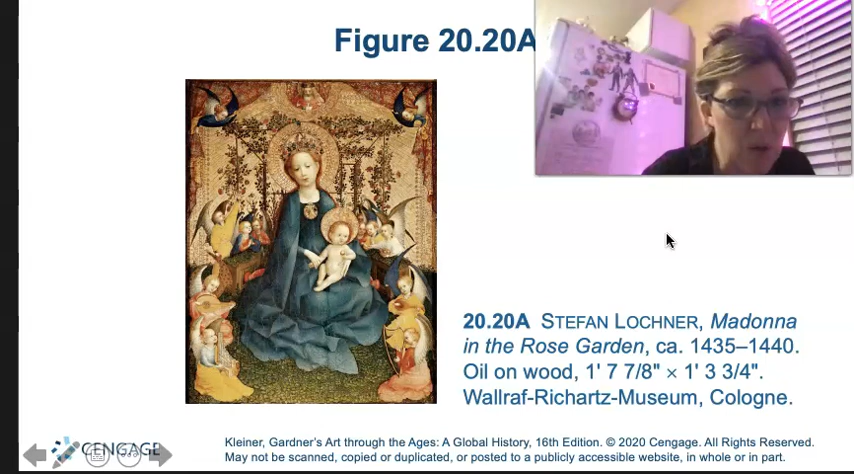 Figure 20.20A
20.20A STEFAN LOCHNER, Madonna
in the Rose Garden, ca. 1435–1440.
Oil on wood, 1' 7 7/8" × 1' 3 3/4".
Wallraf-Richartz-Museum, Cologne.
CENGAGE
Kleiner, Gardner's Art through the Ages: A Global History, 16th Edition. © 2020 Cengage. All Rights Reserved.
May not be scanned, copied or duplicated, or posted to a publicly accessible website, in whole or in part.